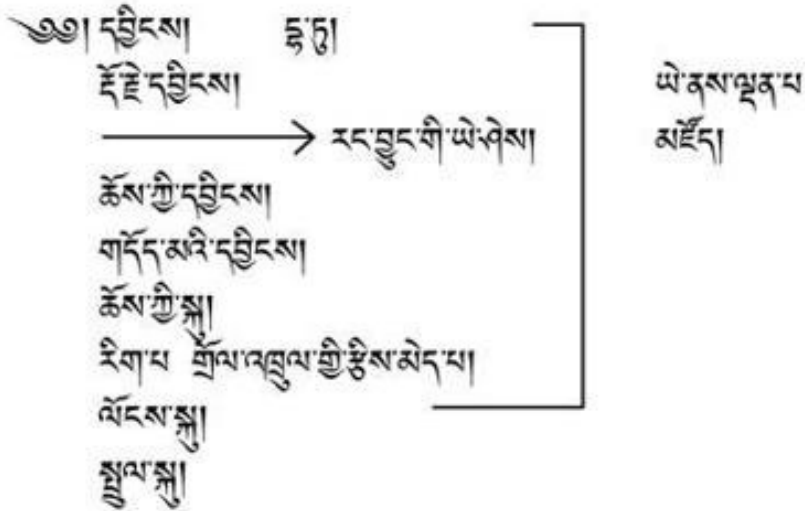 ༄༅། དབྱིངས། དྷ་ཏུ།
རྡོ་རྗེ་དབྱིངས། ཡེ་ནས་ལྡན་པ
རང་བྱུང་གི་ཡེ་ཤེས། མཛོད།
ཆོས་ཀྱི་དབྱིངས།
གདོད་མའི་དབྱིངས།
ཆོས་ཀྱི་སྐུ།
རིག་པ གྲོལ་འཁྲུལ་གྱི་རྩིས་མེད་པ།
ལོངས་སྐུ།
སྤྲུལ་སྐུ།